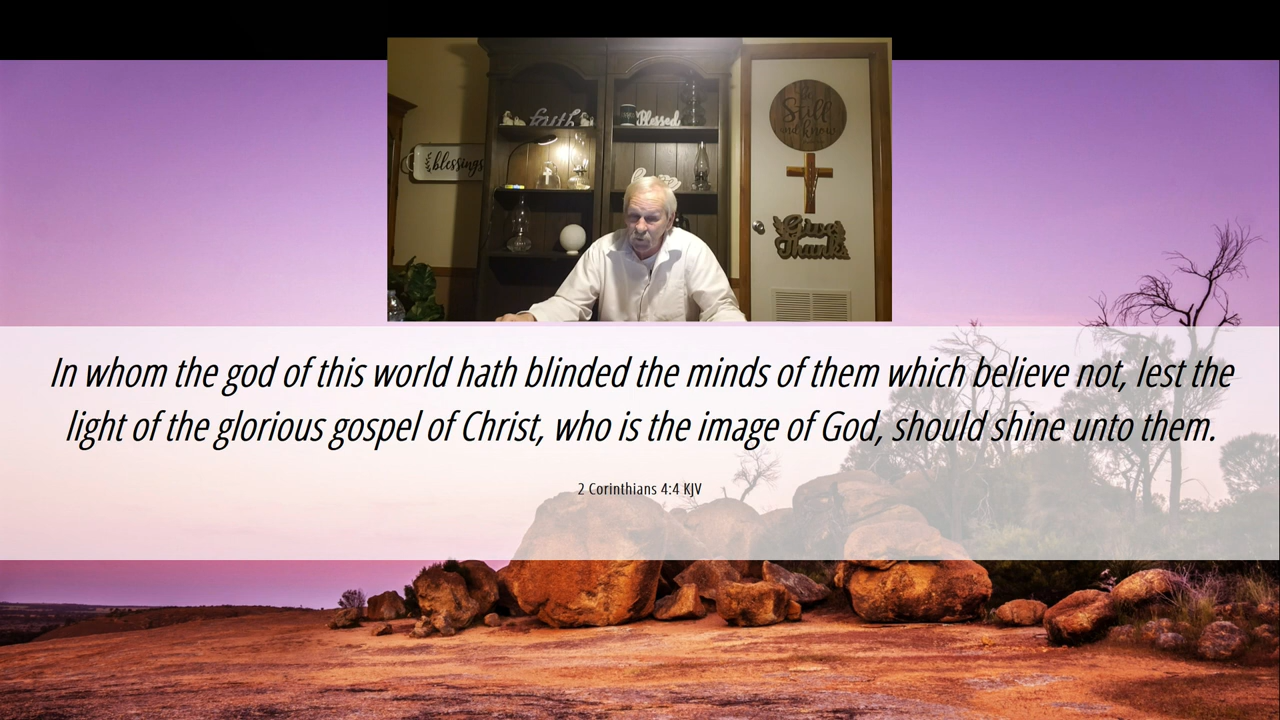 faith
Blessed
blessings
Be
Still
and know
Give
Thanks
In whom the god of this world hath blinded the minds of them which believe not, lest the
light of the glorious gospel of Christ, who is the image of God, should shine unto them.
2 Corinthians 4:4 KJV